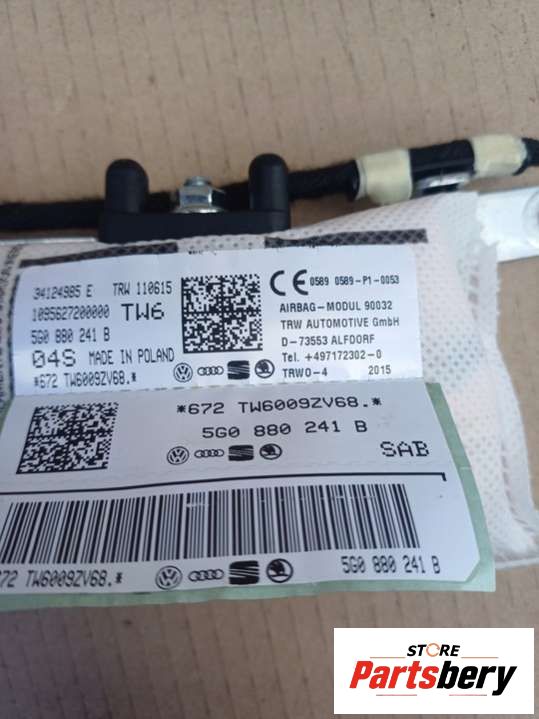 34124985 E TRW 110615
1095627200000 TW6
5G0 880 241 B
04S MADE IN POLAND
*672 TW6009ZV68.*
CE 0589 0589-P1-0053
AIRBAG-MODUL 90032
TRW AUTOMOTIVE GmbH
D-73553 ALFDORF
Tel. +497172302-0
TRWO-4 2015
*672 TW6009ZV68.*
5G0 880 241 B
SAB
672 TW6009ZV68.*
5G0 880 241 B
STORE
Partsbery